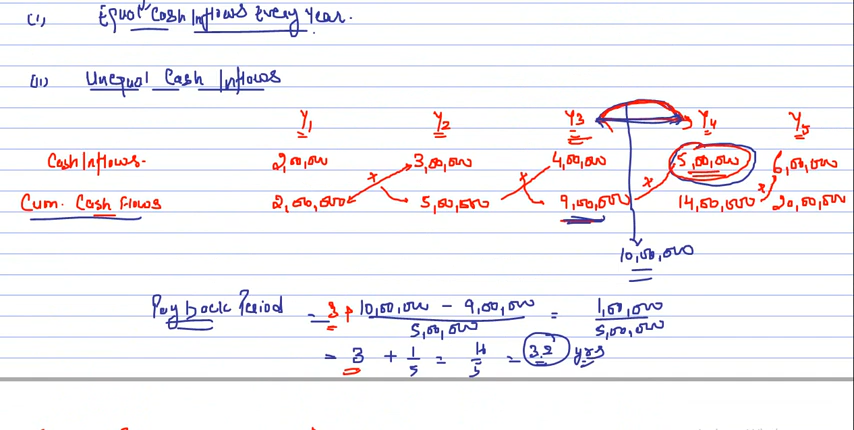 (i) Equal Cash Inflows Every Year.
(ii) Unequal Cash Inflows
Y1 Y2 Y3 Y4 Y5
Cash Inflows. 2,00,000 3,00,000 4,00,000 5,00,000 6,00,000
Cum. Cash Flows 2,00,000 5,00,000 9,00,000 14,00,000 20,00,000
10,00,000
Payback Period = 3 + 10,00,000 - 9,00,000 / 5,00,000 = 1,00,000 / 5,00,000
= 3 + 1/5 = 16/5 = 3.2 yrs